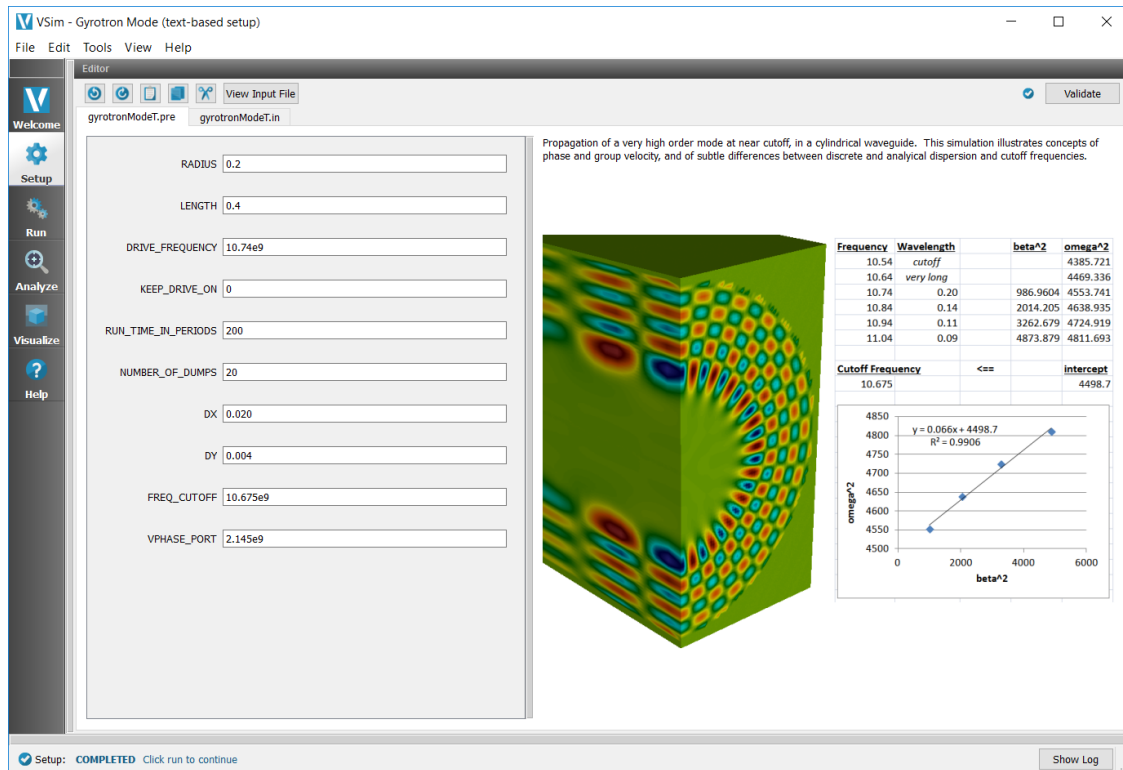 VSim - Gyrotron Mode (text-based setup)
File Edit Tools View Help
Editor
View Input File
Validate
gyrotronModeT.pre gyrotronModeT.in
Welcome
Setup
Run
Analyze
Visualize
Help
RADIUS 0.2
LENGTH 0.4
DRIVE_FREQUENCY 10.74e9
KEEP_DRIVE_ON 0
RUN_TIME_IN_PERIODS 200
NUMBER_OF_DUMPS 20
DX 0.020
DY 0.004
FREQ_CUTOFF 10.675e9
VPHASE_PORT 2.145e9
Propagation of a very high order mode at near cutoff, in a cylindrical waveguide. This simulation illustrates concepts of
phase and group velocity, and of subtle differences between discrete and analytical dispersion and cutoff frequencies.
Frequency Wavelength beta^2 omega^2
10.54 cutoff 4385.721
10.64 very long 4469.336
10.74 0.20 986.9604 4553.741
10.84 0.14 2014.205 4638.935
10.94 0.11 3262.679 4724.919
11.04 0.09 4873.879 4811.693
Cutoff Frequency <== intercept
10.675 4498.7
4850
4800
4750
4700
4650
4600
4550
4500
y = 0.066x + 4498.7
R² = 0.9906
omega^2
0 2000 4000 6000
beta^2
Setup: COMPLETED Click run to continue
Show Log